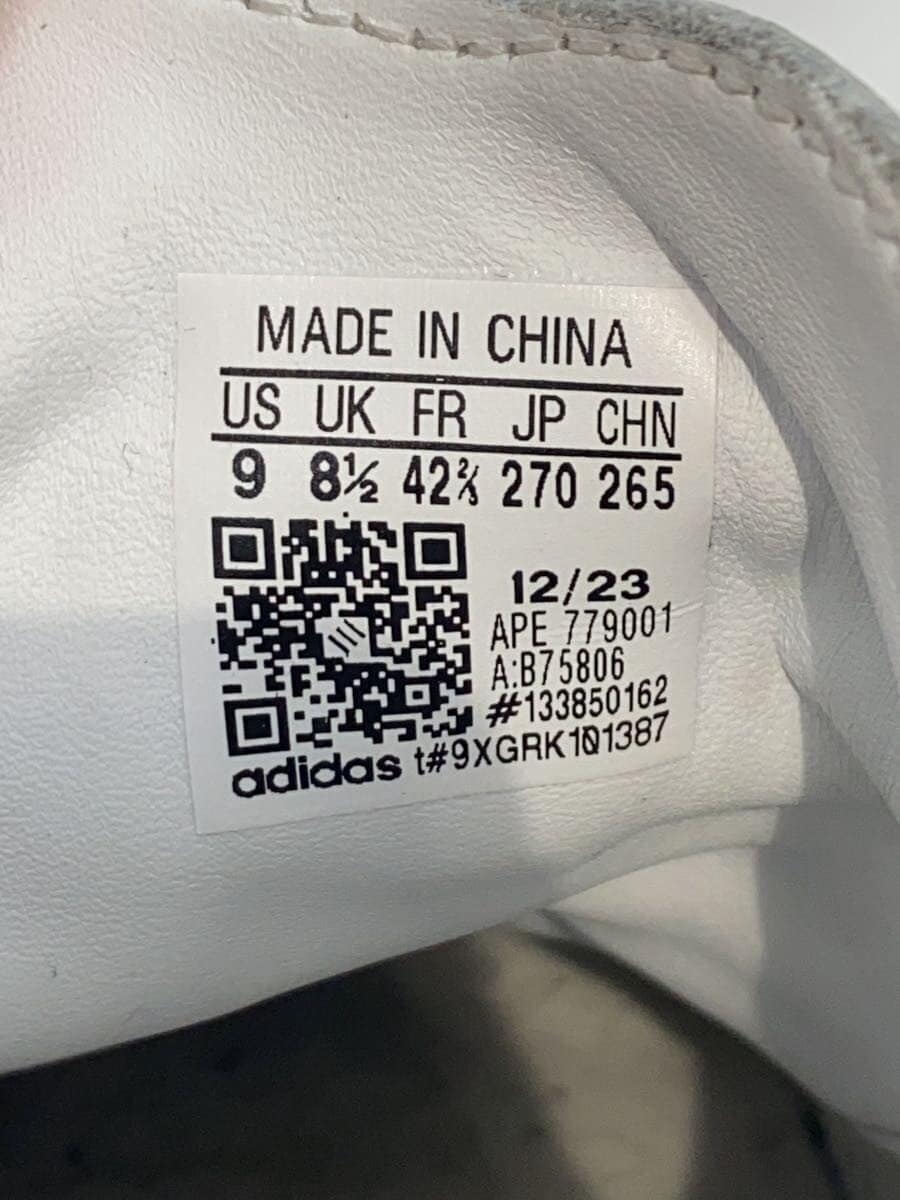 MADE IN CHINA
US UK FR JP CHN
9 8½ 42⅔ 270 265
12/23
APE 779001
A:B75806
#133850162
adidas t#9XGRK101387